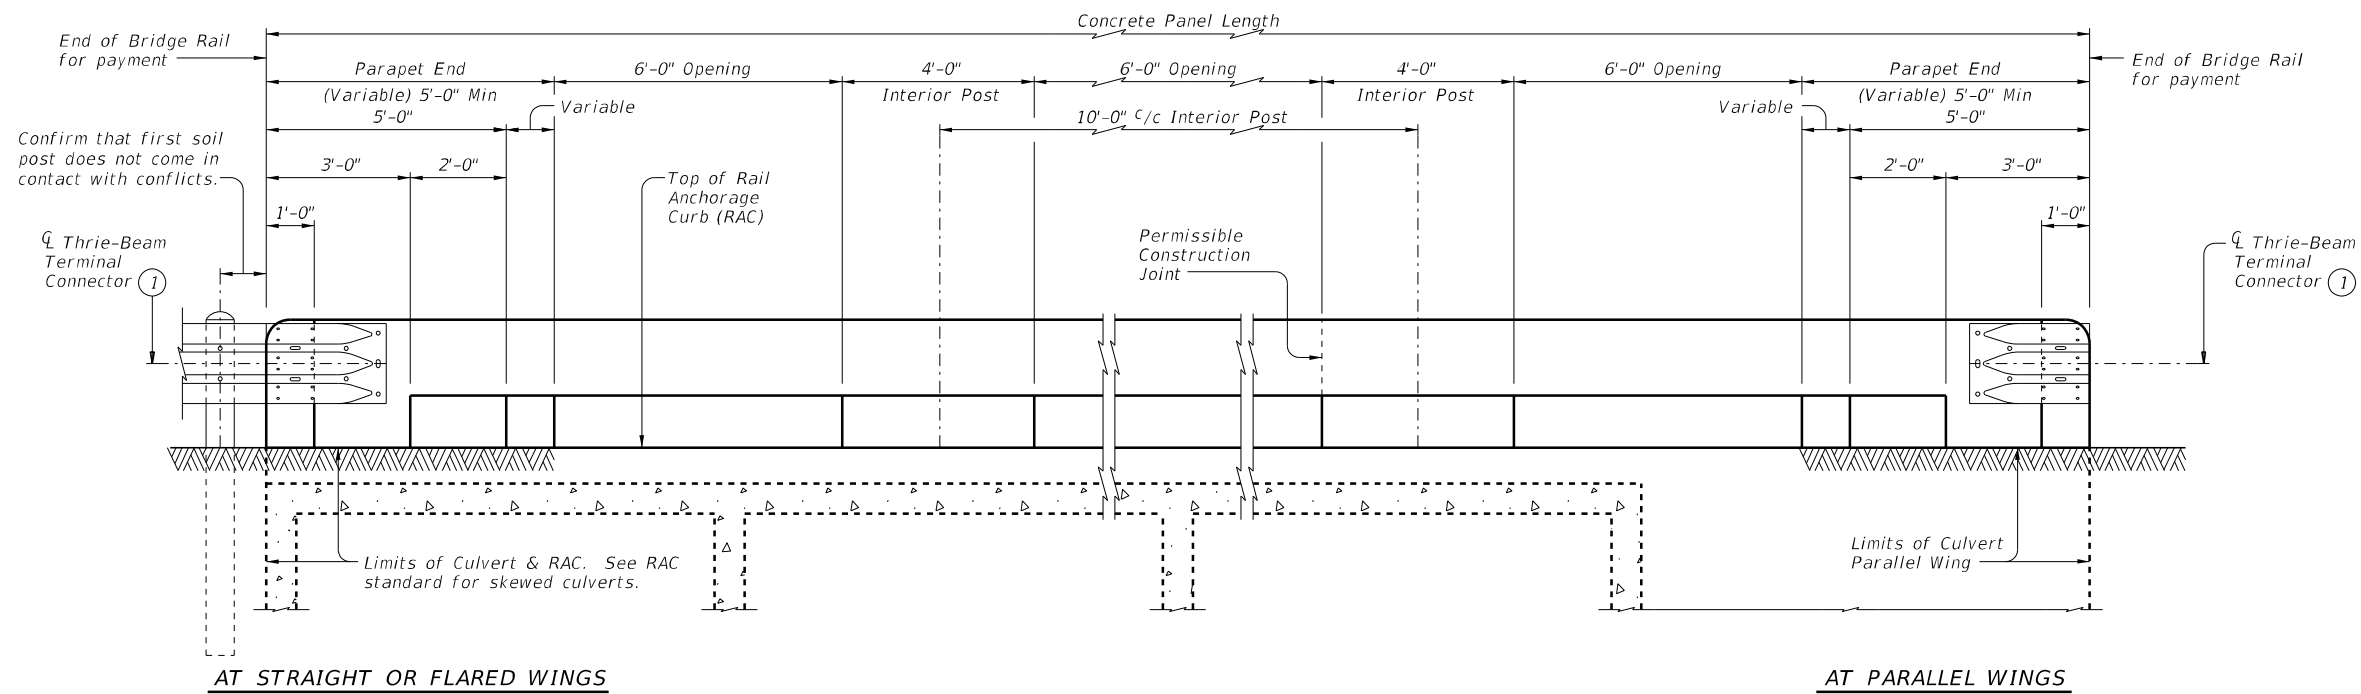 Concrete Panel Length
End of Bridge Rail
for payment
Parapet End
(Variable) 5'-0" Min
6'-0" Opening
4'-0"
Interior Post
6'-0" Opening
4'-0"
Interior Post
6'-0" Opening
Parapet End
(Variable) 5'-0" Min
End of Bridge Rail
for payment
5'-0"
Variable
10'-0" C/c Interior Post
Variable
5'-0"
Confirm that first soil
post does not come in
contact with conflicts.
3'-0"
2'-0"
Top of Rail
Anchorage
Curb (RAC)
2'-0"
3'-0"
1'-0"
1'-0"
℄ Thrie-Beam
Terminal
Connector 1
Permissible
Construction
Joint
℄ Thrie-Beam
Terminal
Connector 1
Limits of Culvert & RAC. See RAC
standard for skewed culverts.
Limits of Culvert
Parallel Wing
AT STRAIGHT OR FLARED WINGS
AT PARALLEL WINGS